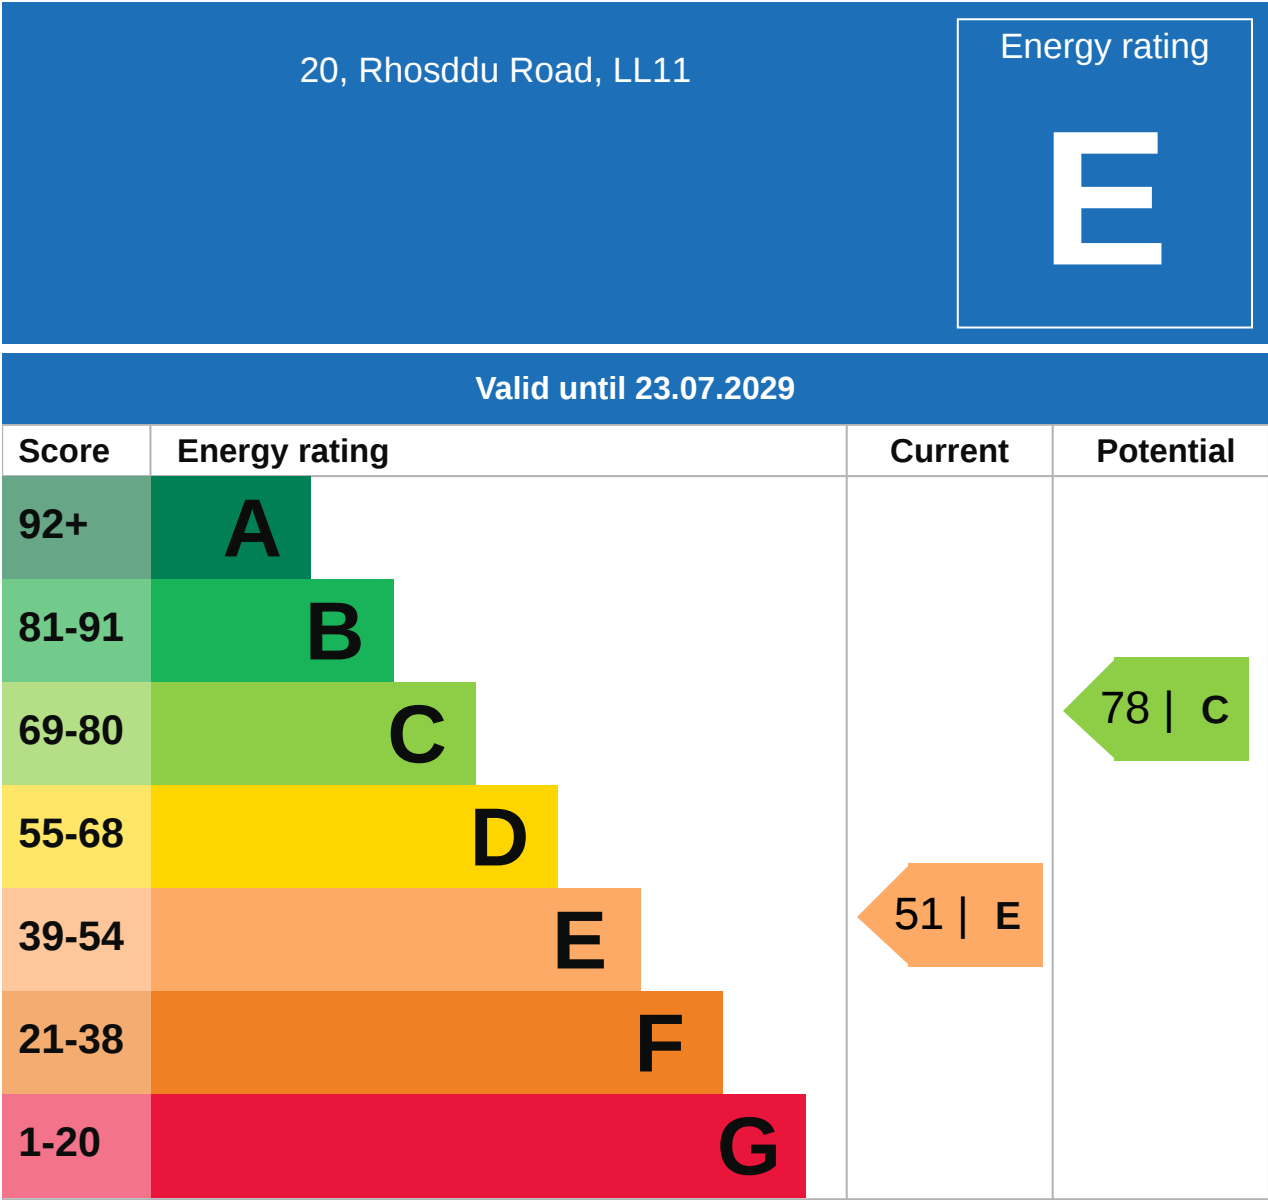 20, Rhosddu Road, LL11
Energy rating
E
Valid until 23.07.2029
Score Energy rating Current Potential
92+ A
81-91 B
69-80 C
78 | C
55-68 D
39-54 E
51 | E
21-38 F
1-20 G